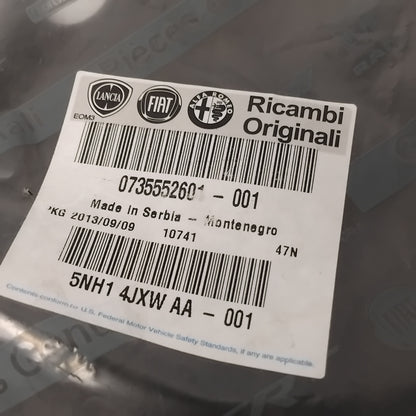 LANCIA FIAT ALFA ROMEO Ricambi
Originali
EOM3
0735552601 - 001
Made in Serbia - Montenegro
PKG 2013/09/09 10741 47N
5NH1 4JXW AA - 001
Contents conform to U.S. Federal Motor Vehicle Safety Standards, if any are applicable.